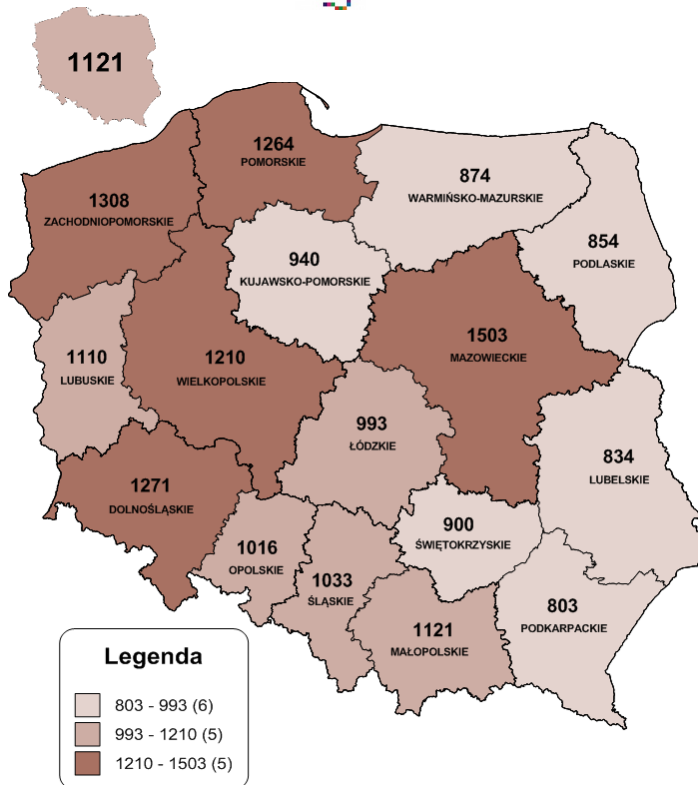 1121
1264
POMORSKIE
874
WARMIŃSKO-MAZURSKIE
1308
ZACHODNIOPOMORSKIE
854
PODLASKIE
940
KUJAWSKO-POMORSKIE
1503
MAZOWIECKIE
1110
LUBUSKIE
1210
WIELKOPOLSKIE
993
ŁÓDZKIE
834
LUBELSKIE
1271
DOLNOŚLĄSKIE
900
ŚWIĘTOKRZYSKIE
1016
OPOLSKIE
1033
ŚLĄSKIE
803
PODKARPACKIE
1121
MAŁOPOLSKIE
Legenda
803 - 993 (6)
993 - 1210 (5)
1210 - 1503 (5)